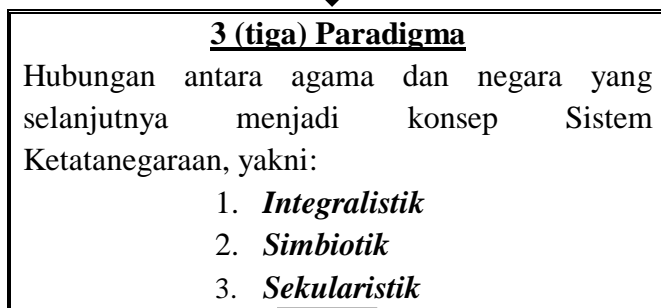 3 (tiga) Paradigma
Hubungan antara agama dan negara yang
selanjutnya menjadi konsep Sistem
Ketatanegaraan, yakni:
1. Integralistik
2. Simbiotik
3. Sekularistik